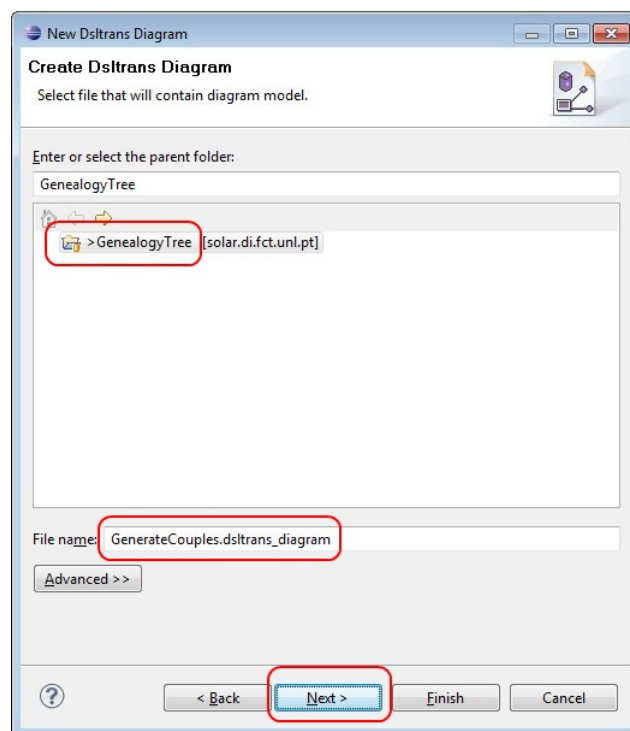 New Dsltrans Diagram
Create Dsltrans Diagram
Select file that will contain diagram model.
Enter or select the parent folder:
GenealogyTree
>GenealogyTree [solar.di.fct.unl.pt]
File name: GenerateCouples.dsltrans_diagram
Advanced >>
? < Back Next > Finish Cancel